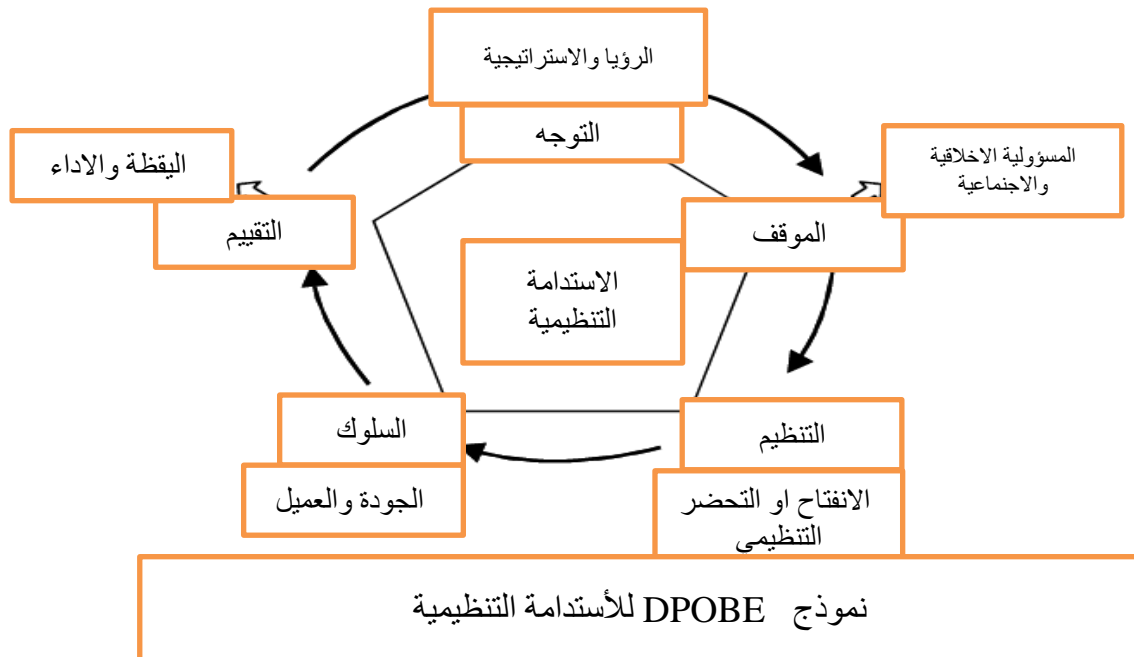 الرؤيا والاستراتيجية
التوجه
المسؤولية الاخلاقية
والاجتماعية
الموقف
اليقظة والاداء
التقييم
الاستدامة
التنظيمية
التنظيم
الانفتاح او التحضر
التنظيمي
السلوك
الجودة والعميل
نموذج DPOBE للأستدامة التنظيمية